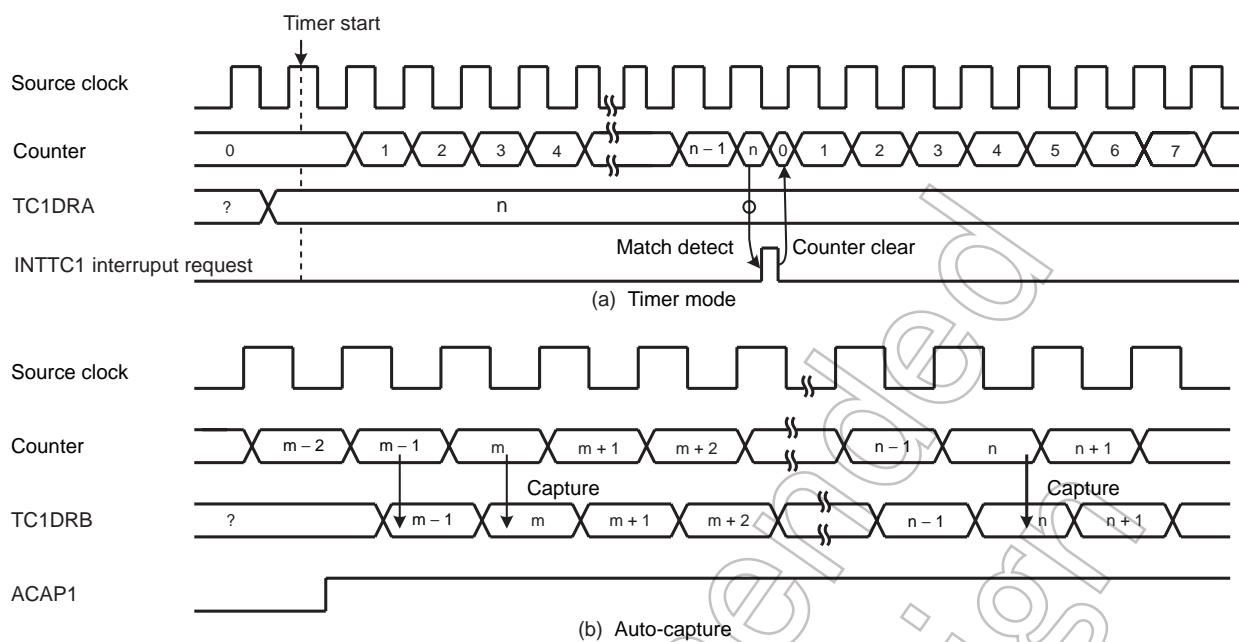 Timer start
Source clock
Counter
0 1 2 3 4 n – 1 n 0 1 2 3 4 5 6 7
TC1DRA
? n
Match detect Counter clear
INTTC1 interruput request
(a) Timer mode
Source clock
Counter
m – 2 m – 1 m m + 1 m + 2 n – 1 n n + 1
Capture Capture
TC1DRB
? m – 1 m m + 1 m + 2 n – 1 n n + 1
ACAP1
(b) Auto-capture